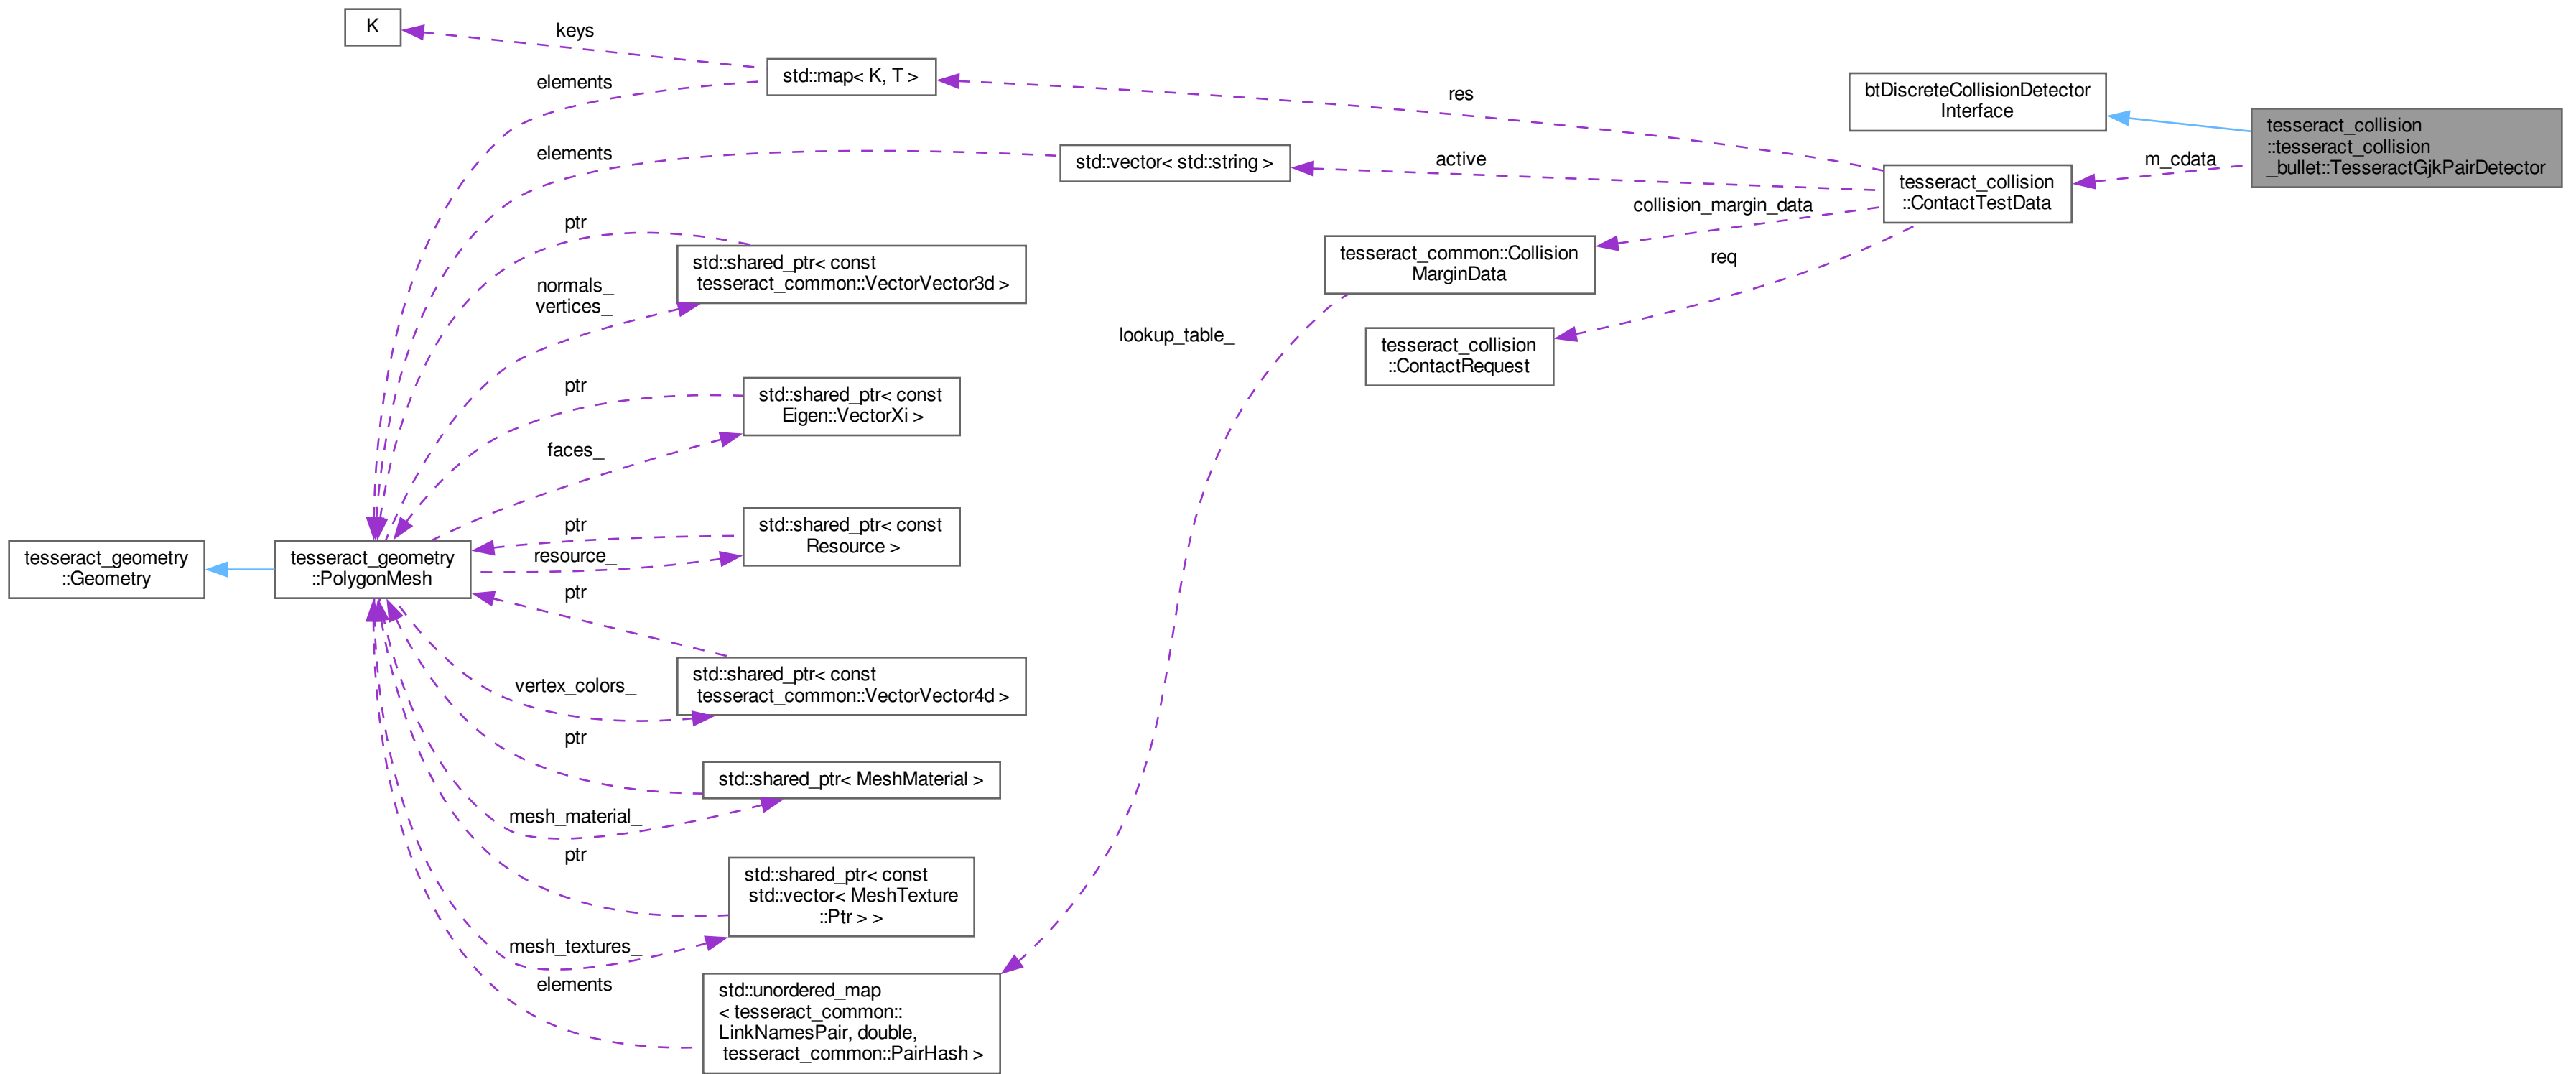 K
keys
std::map< K, T >
elements
res
btDiscreteCollisionDetector
Interface
tesseract_collision
::tesseract_collision
_bullet::TesseractGjkPairDetector
m_cdata
elements
std::vector< std::string >
active
tesseract_collision
::ContactTestData
collision_margin_data
ptr
std::shared_ptr< const
tesseract_common::VectorVector3d >
tesseract_common::Collision
MarginData
req
normals_
vertices_
lookup_table_
tesseract_collision
::ContactRequest
ptr
std::shared_ptr< const
Eigen::VectorXi >
faces_
ptr
std::shared_ptr< const
Resource >
resource_
tesseract_geometry
::Geometry
tesseract_geometry
::PolygonMesh
ptr
std::shared_ptr< const
tesseract_common::VectorVector4d >
vertex_colors_
ptr
std::shared_ptr< MeshMaterial >
mesh_material_
ptr
std::shared_ptr< const
std::vector< MeshTexture
::Ptr > >
mesh_textures_
elements
std::unordered_map
< tesseract_common::
LinkNamesPair, double,
tesseract_common::PairHash >